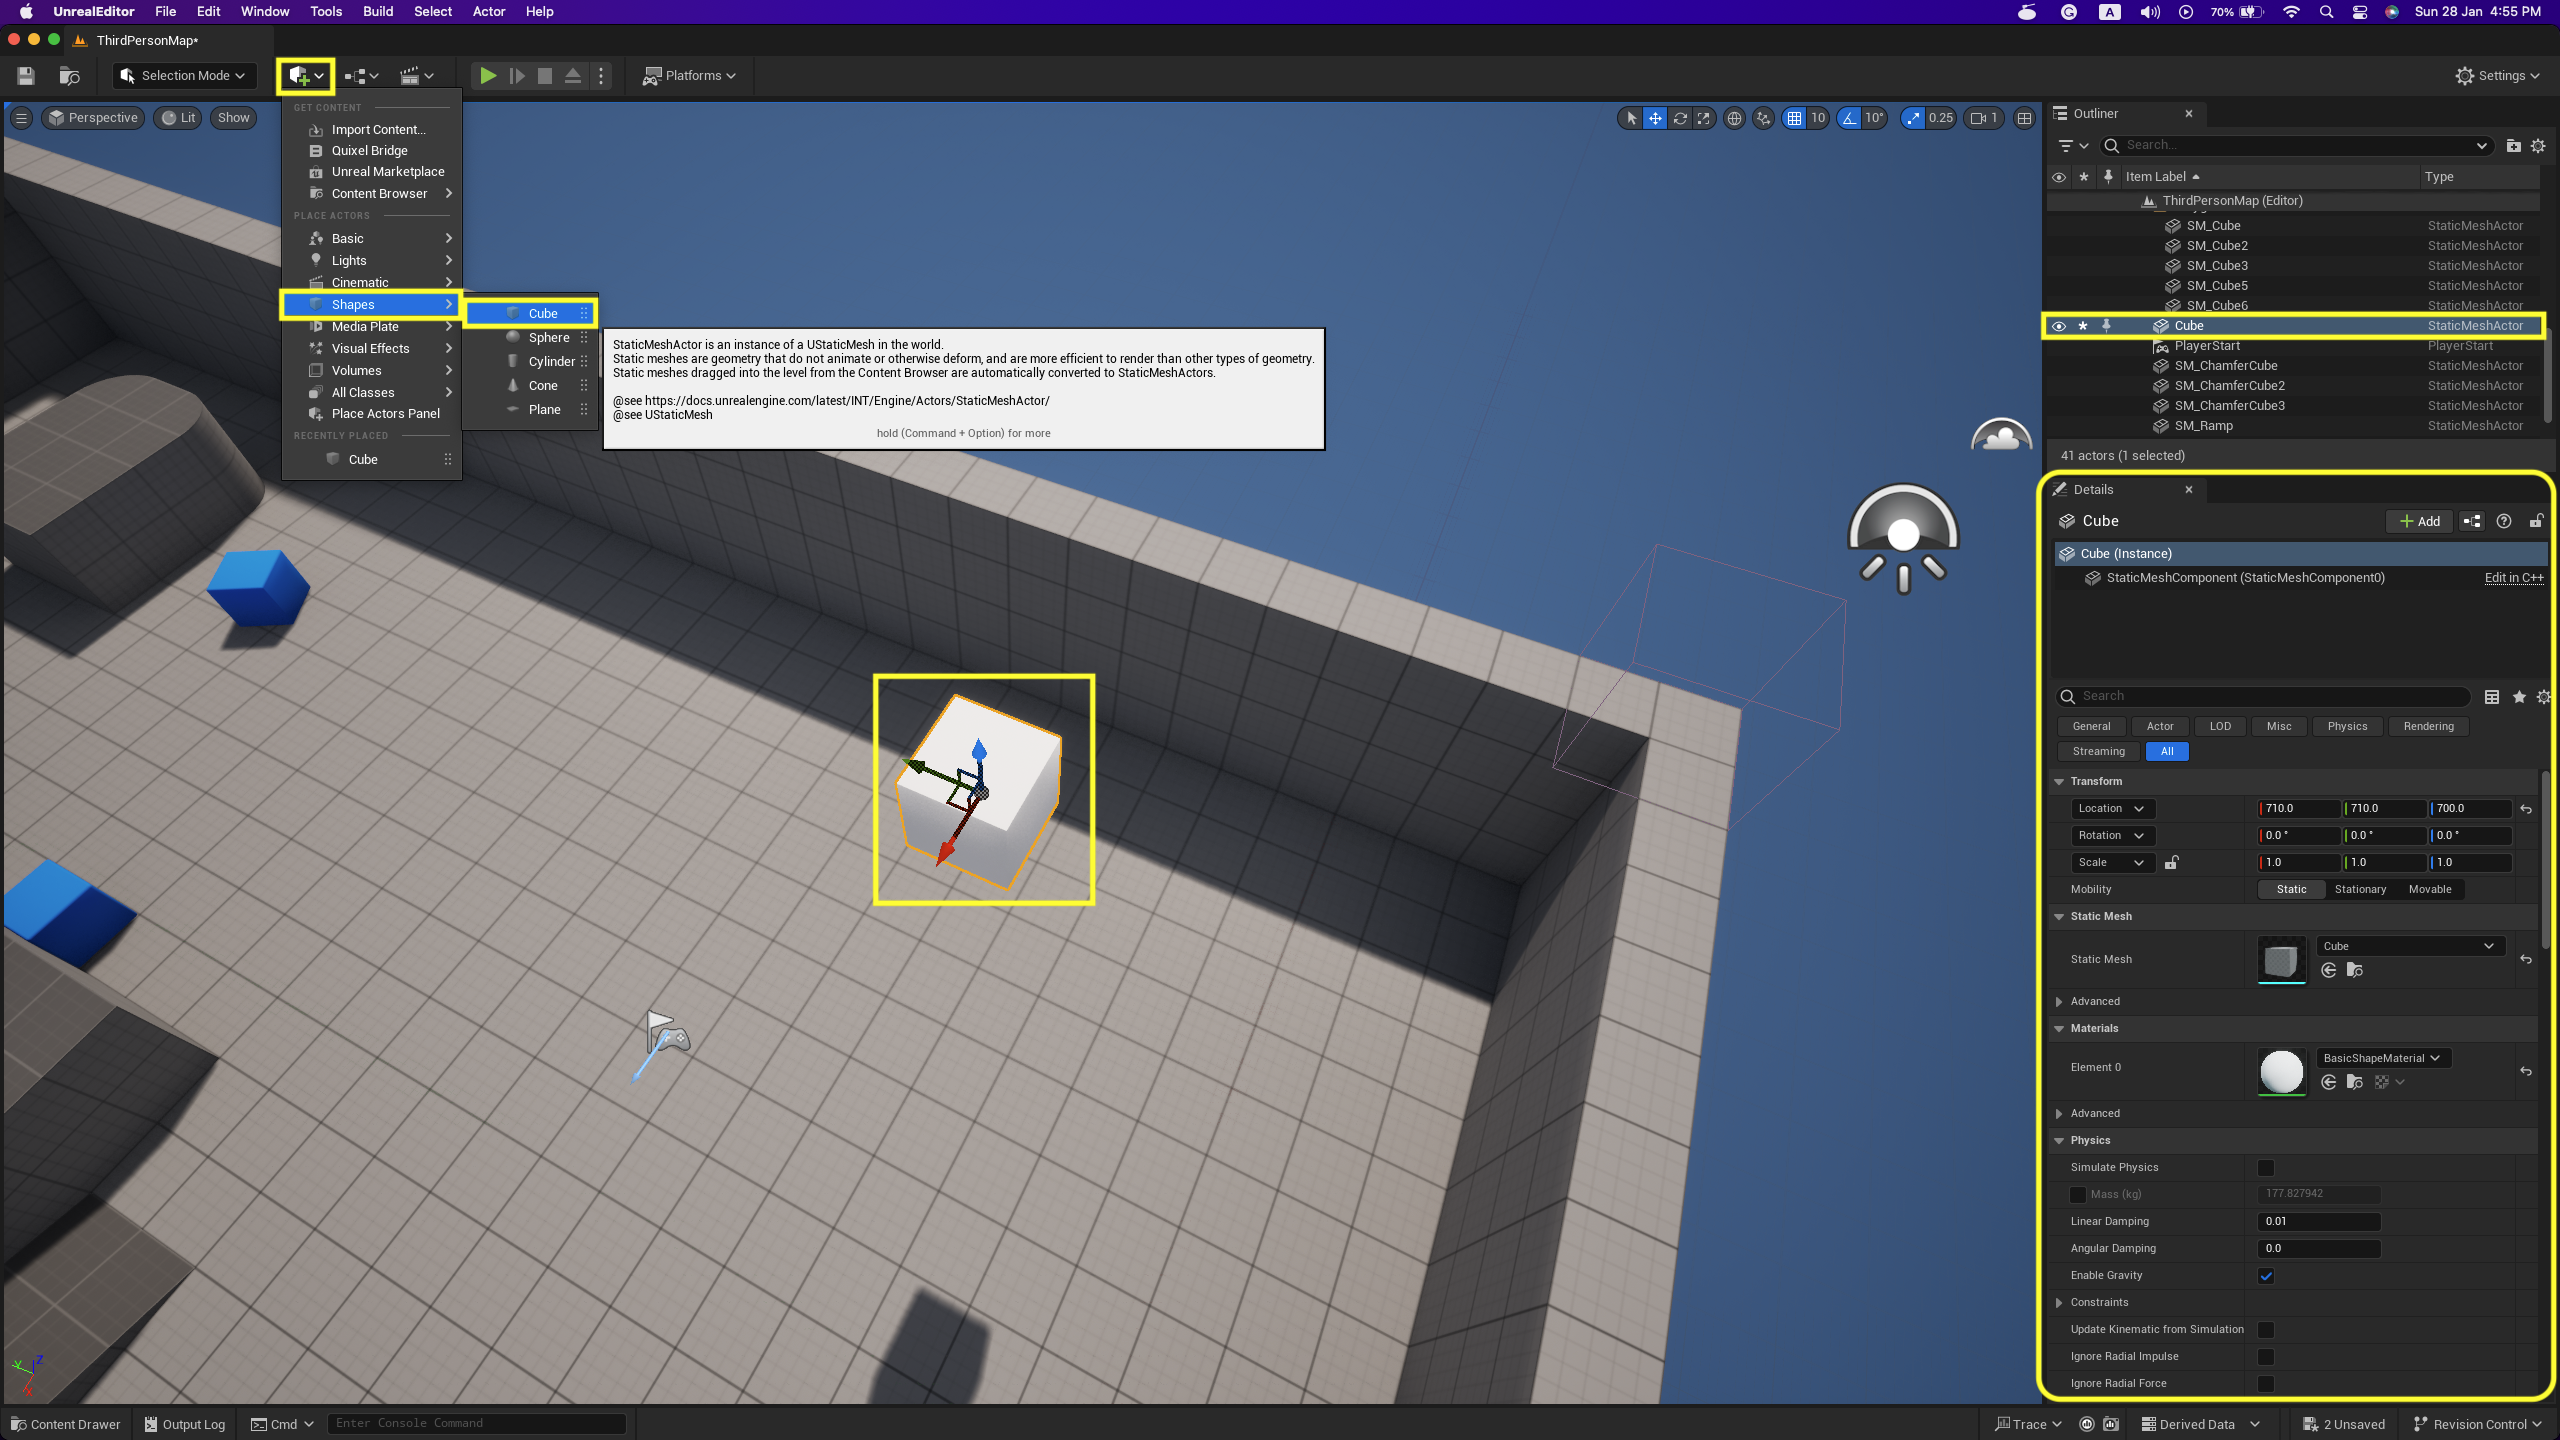 UnrealEditor File Edit Window Tools Build Select Actor Help
A 70% Sun 28 Jan 4:55 PM
ThirdPersonMap*
Selection Mode
Platforms
Settings
Perspective
Lit
Show
10
10°
0.25
1
GET CONTENT
Import Content...
Quixel Bridge
Unreal Marketplace
Content Browser
PLACE ACTORS
Basic
Lights
Cinematic
Shapes
Media Plate
Visual Effects
Volumes
All Classes
Place Actors Panel
RECENTLY PLACED
Cube
Cube
Sphere
Cylinder
Cone
Plane
StaticMeshActor is an instance of a UStaticMesh in the world.
Static meshes are geometry that do not animate or otherwise deform, and are more efficient to render than other types of geometry.
Static meshes dragged into the level from the Content Browser are automatically converted to StaticMeshActors.
@see https://docs.unrealengine.com/latest/INT/Engine/Actors/StaticMeshActor/
@see UStaticMesh
hold (Command + Option) for more
Outliner
Search...
Item Label Type
ThirdPersonMap (Editor)
SM_Cube StaticMeshActor
SM_Cube2 StaticMeshActor
SM_Cube3 StaticMeshActor
SM_Cube5 StaticMeshActor
SM_Cube6 StaticMeshActor
Cube StaticMeshActor
PlayerStart PlayerStart
SM_ChamferCube StaticMeshActor
SM_ChamferCube2 StaticMeshActor
SM_ChamferCube3 StaticMeshActor
SM_Ramp StaticMeshActor
41 actors (1 selected)
Details
Cube
Add
Cube (Instance)
StaticMeshComponent (StaticMeshComponent0) Edit in C++
Search
General Actor LOD Misc Physics Rendering
Streaming All
Transform
Location 710.0 710.0 700.0
Rotation 0.0 ° 0.0 ° 0.0 °
Scale 1.0 1.0 1.0
Mobility Static Stationary Movable
Static Mesh
Static Mesh Cube
Advanced
Materials
Element 0 BasicShapeMaterial
Advanced
Physics
Simulate Physics
Mass (kg) 177.827942
Linear Damping 0.01
Angular Damping 0.0
Enable Gravity
Constraints
Update Kinematic from Simulation
Ignore Radial Impulse
Ignore Radial Force
Z
Y
X
Content Drawer Output Log Cmd Enter Console Command
Trace Derived Data 2 Unsaved Revision Control